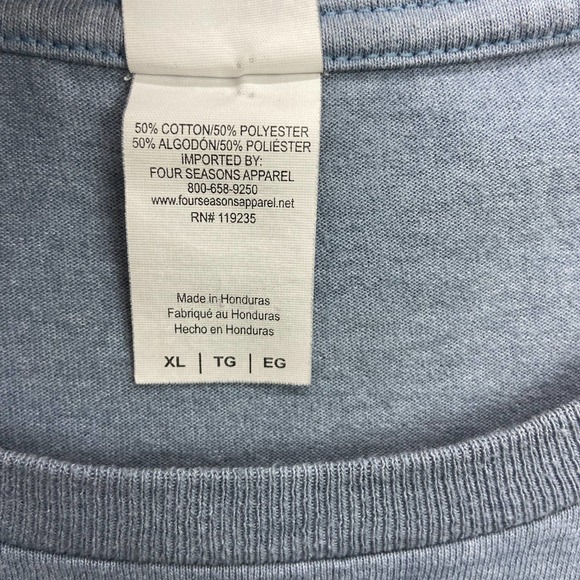 50% COTTON/50% POLYESTER
50% ALGODÓN/50% POLIÉSTER
IMPORTED BY:
FOUR SEASONS APPAREL
800-658-9250
www.fourseasonsapparel.net
RN# 119235
Made in Honduras
Fabriqué au Honduras
Hecho en Honduras
XL | TG | EG